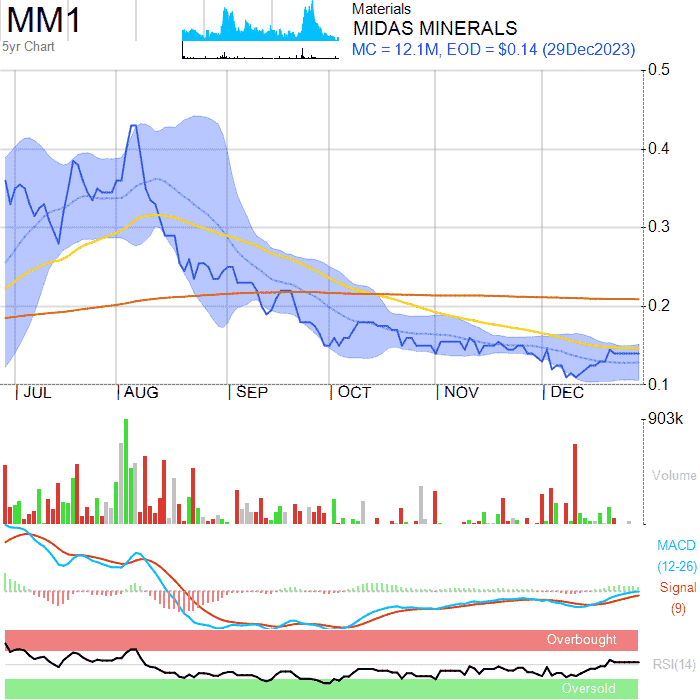 MM1
5yr Chart
Materials
MIDAS MINERALS
MC = 12.1M, EOD = $0.14 (29Dec2023)
0.5
0.4
0.3
0.2
0.1
JUL AUG SEP OCT NOV DEC
903k
Volume
MACD
(12-26)
Signal
(9)
Overbought
RSI(14)
Oversold